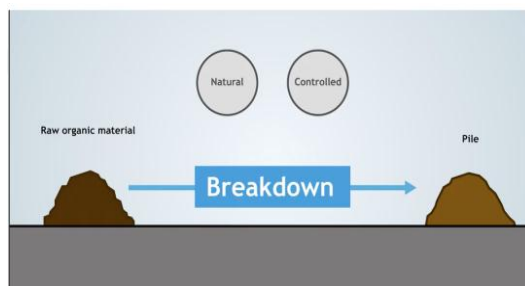 Natural
Controlled
Raw organic material
Pile
Breakdown